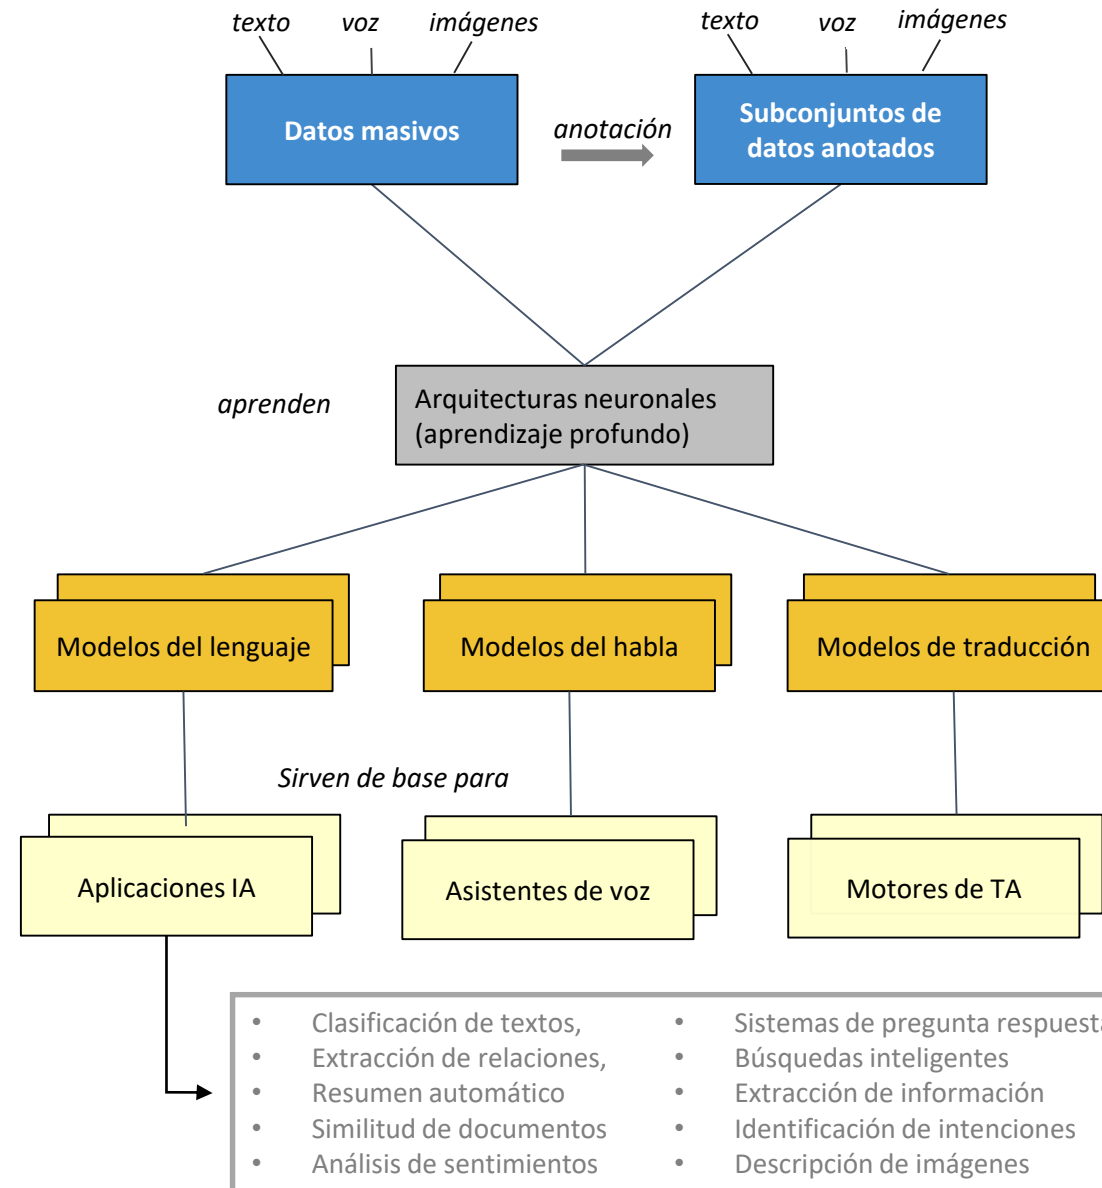 texto voz imágenes
texto voz imágenes
Datos masivos
anotación
Subconjuntos de
datos anotados
aprenden
Arquitecturas neuronales
(aprendizaje profundo)
Modelos del lenguaje
Modelos del habla
Modelos de traducción
Sirven de base para
Aplicaciones IA
Asistentes de voz
Motores de TA
• Clasificación de textos,
• Extracción de relaciones,
• Resumen automático
• Similitud de documentos
• Análisis de sentimientos
• Sistemas de pregunta respuesta
• Búsquedas inteligentes
• Extracción de información
• Identificación de intenciones
• Descripción de imágenes